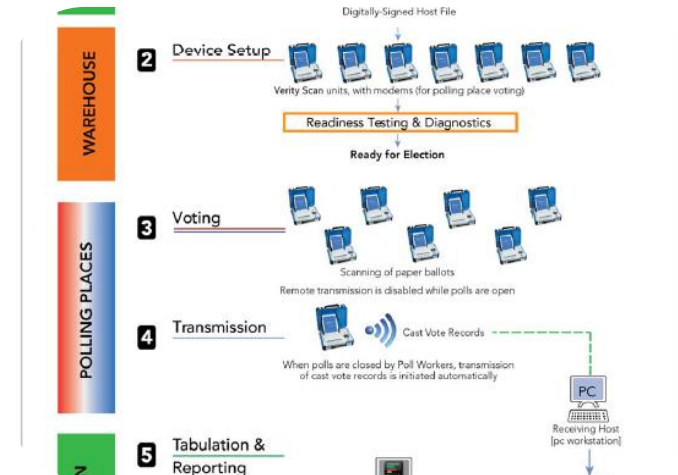 Digitally-Signed Host File
WAREHOUSE
2 Device Setup
Verity Scan units, with modems (for polling place voting)
Readiness Testing & Diagnostics
Ready for Election
POLLING PLACES
3 Voting
Scanning of paper ballots
Remote transmission is disabled while polls are open
4 Transmission
Cast Vote Records
When polls are closed by Poll Workers, transmission
of cast vote records is initiated automatically
PC
Receiving Host
[pc workstation]
5 Tabulation &
Reporting
N